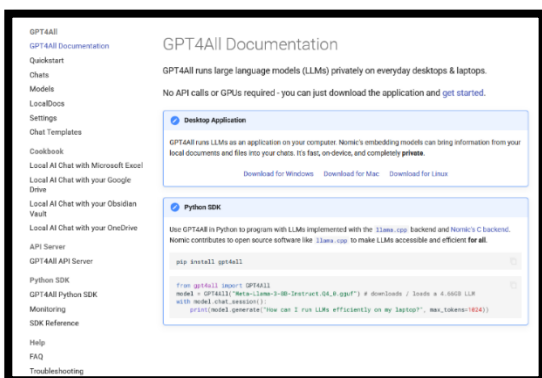 GPT4All
GPT4All Documentation
Quickstart
Chats
Models
LocalDocs
Settings
Chat Templates
Cookbook
Local AI Chat with Microsoft Excel
Local AI Chat with your Google
Drive
Local AI Chat with your Obsidian
Vault
Local AI Chat with your OneDrive
API Server
GPT4All API Server
Python SDK
GPT4All Python SDK
Monitoring
SDK Reference
Help
FAQ
Troubleshooting
GPT4All Documentation
GPT4All runs large language models (LLMs) privately on everyday desktops & laptops.
No API calls or GPUs required - you can just download the application and get started.
Desktop Application
GPT4All runs LLMs as an application on your computer. Nomic's embedding models can bring information from your
local documents and files into your chats. It's fast, on-device, and completely private.
Download for Windows Download for Mac Download for Linux
Python SDK
Use GPT4All in Python to program with LLMs implemented with the llama.cpp backend and Nomic's C backend.
Nomic contributes to open source software like llama.cpp to make LLMs accessible and efficient for all.
pip install gpt4all
from gpt4all import GPT4All
model = GPT4All("Meta-Llama-3-8B-Instruct.Q4_0.gguf") # downloads / loads a 4.66GB LLM
with model.chat_session():
    print(model.generate("How can I run LLMs efficiently on my laptop?", max_tokens=1024))